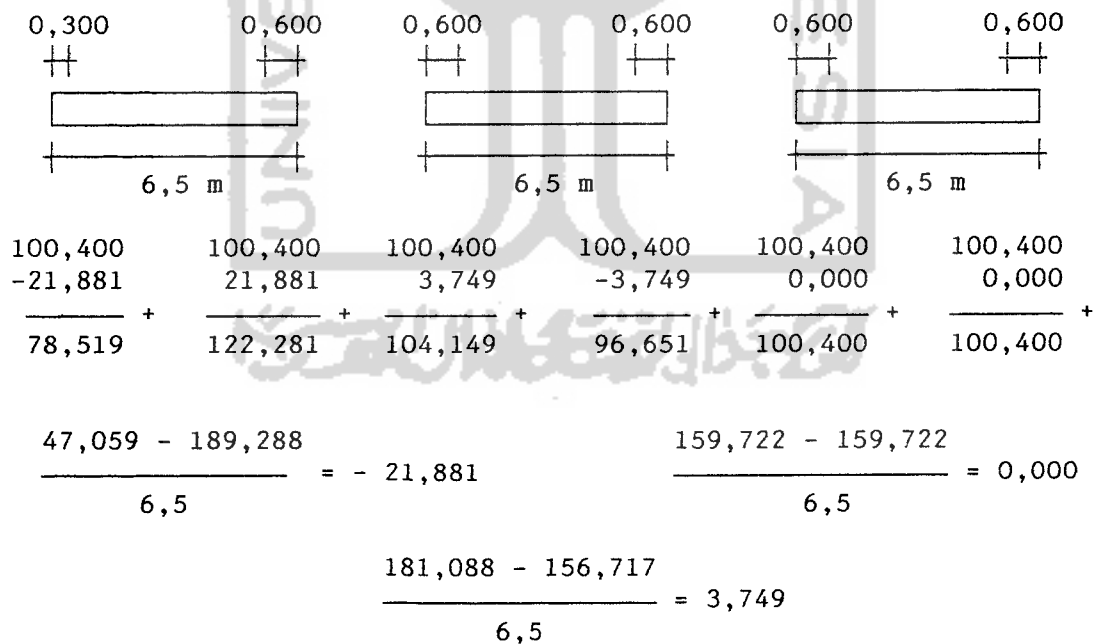 0,300 0,600 0,600 0,600 0,600 0,600
6,5 m 6,5 m 6,5 m
100,400 100,400 100,400 100,400 100,400 100,400
-21,881 21,881 3,749 -3,749 0,000 0,000
+ + + + + +
78,519 122,281 104,149 96,651 100,400 100,400
47,059 - 189,288 159,722 - 159,722
= - 21,881 = 0,000
6,5 6,5
181,088 - 156,717
= 3,749
6,5